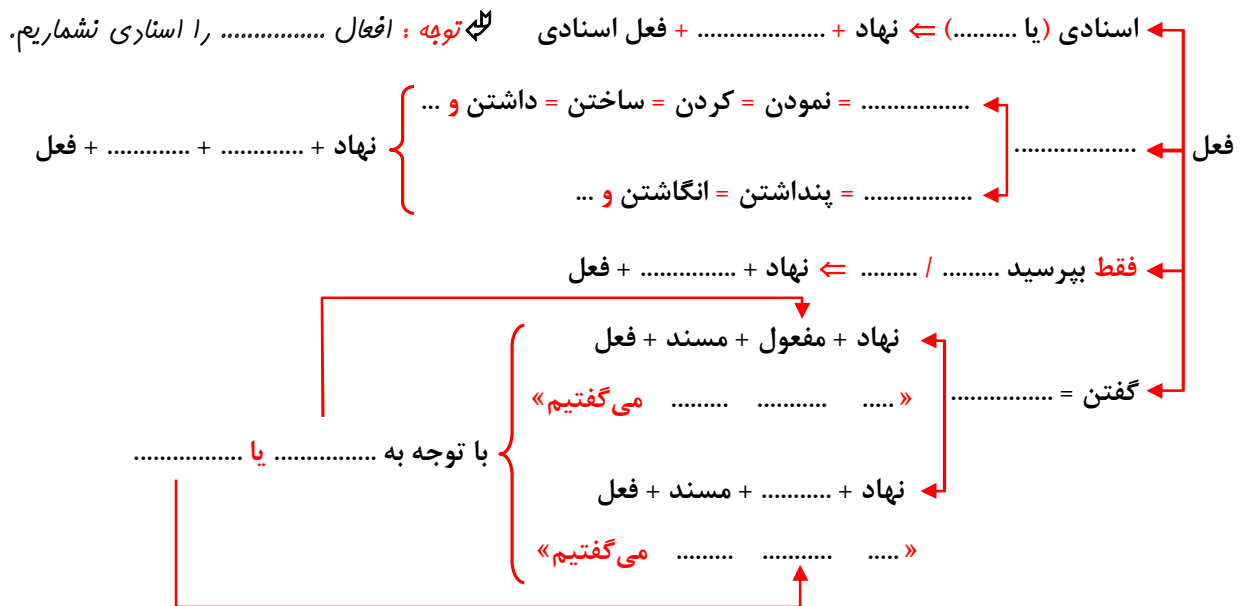 اسنادی (یا ..........) ⇐ نهاد + .................... + فعل اسنادی توجه : افعال ................ را اسنادی نشماریم.
................. = نمودن = کردن = ساختن = داشتن و ...
فعل ................... .................. نهاد + ............. + ............. + فعل
................. = پنداشتن = انگاشتن و ...
فقط بپرسید ......... / ......... ⇐ نهاد + ............... + فعل
نهاد + مفعول + مسند + فعل
گفتن = ................
« ..... ........... ......... می‌گفتیم»
با توجه به ................ یا .................
نهاد + ........... + مسند + فعل
« ..... ........... ......... می‌گفتیم»